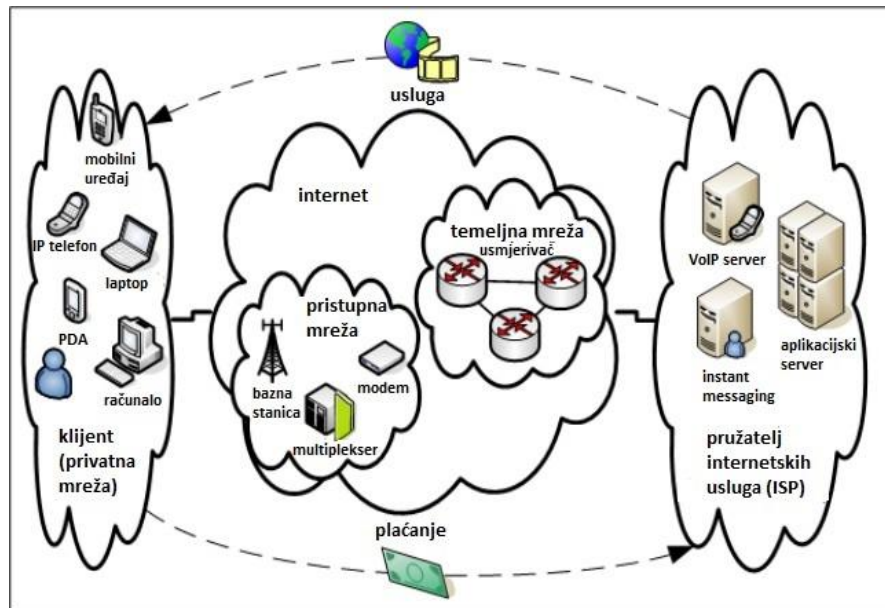 usluga
mobilni
uređaj
IP telefon
laptop
PDA
računalo
klijent
(privatna
mreža)
internet
temeljna mreža
usmjerivač
pristupna
mreža
bazna
stanica
modem
multiplekser
VoIP server
aplikacijski
server
instant
messaging
pružatelj
internetskih
usluga (ISP)
plaćanje